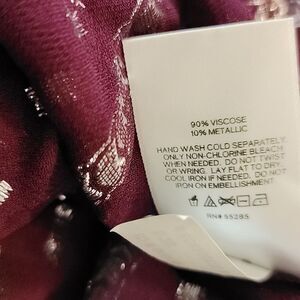 90% VISCOSE
10% METALLIC
HAND WASH COLD SEPARATELY.
ONLY NON-CHLORINE BLEACH
WHEN NEEDED. DO NOT TWIST
OR WRING. LAY FLAT TO DRY.
COOL IRON IF NEEDED. DO NOT
IRON ON EMBELLISHMENT
RN# 55285